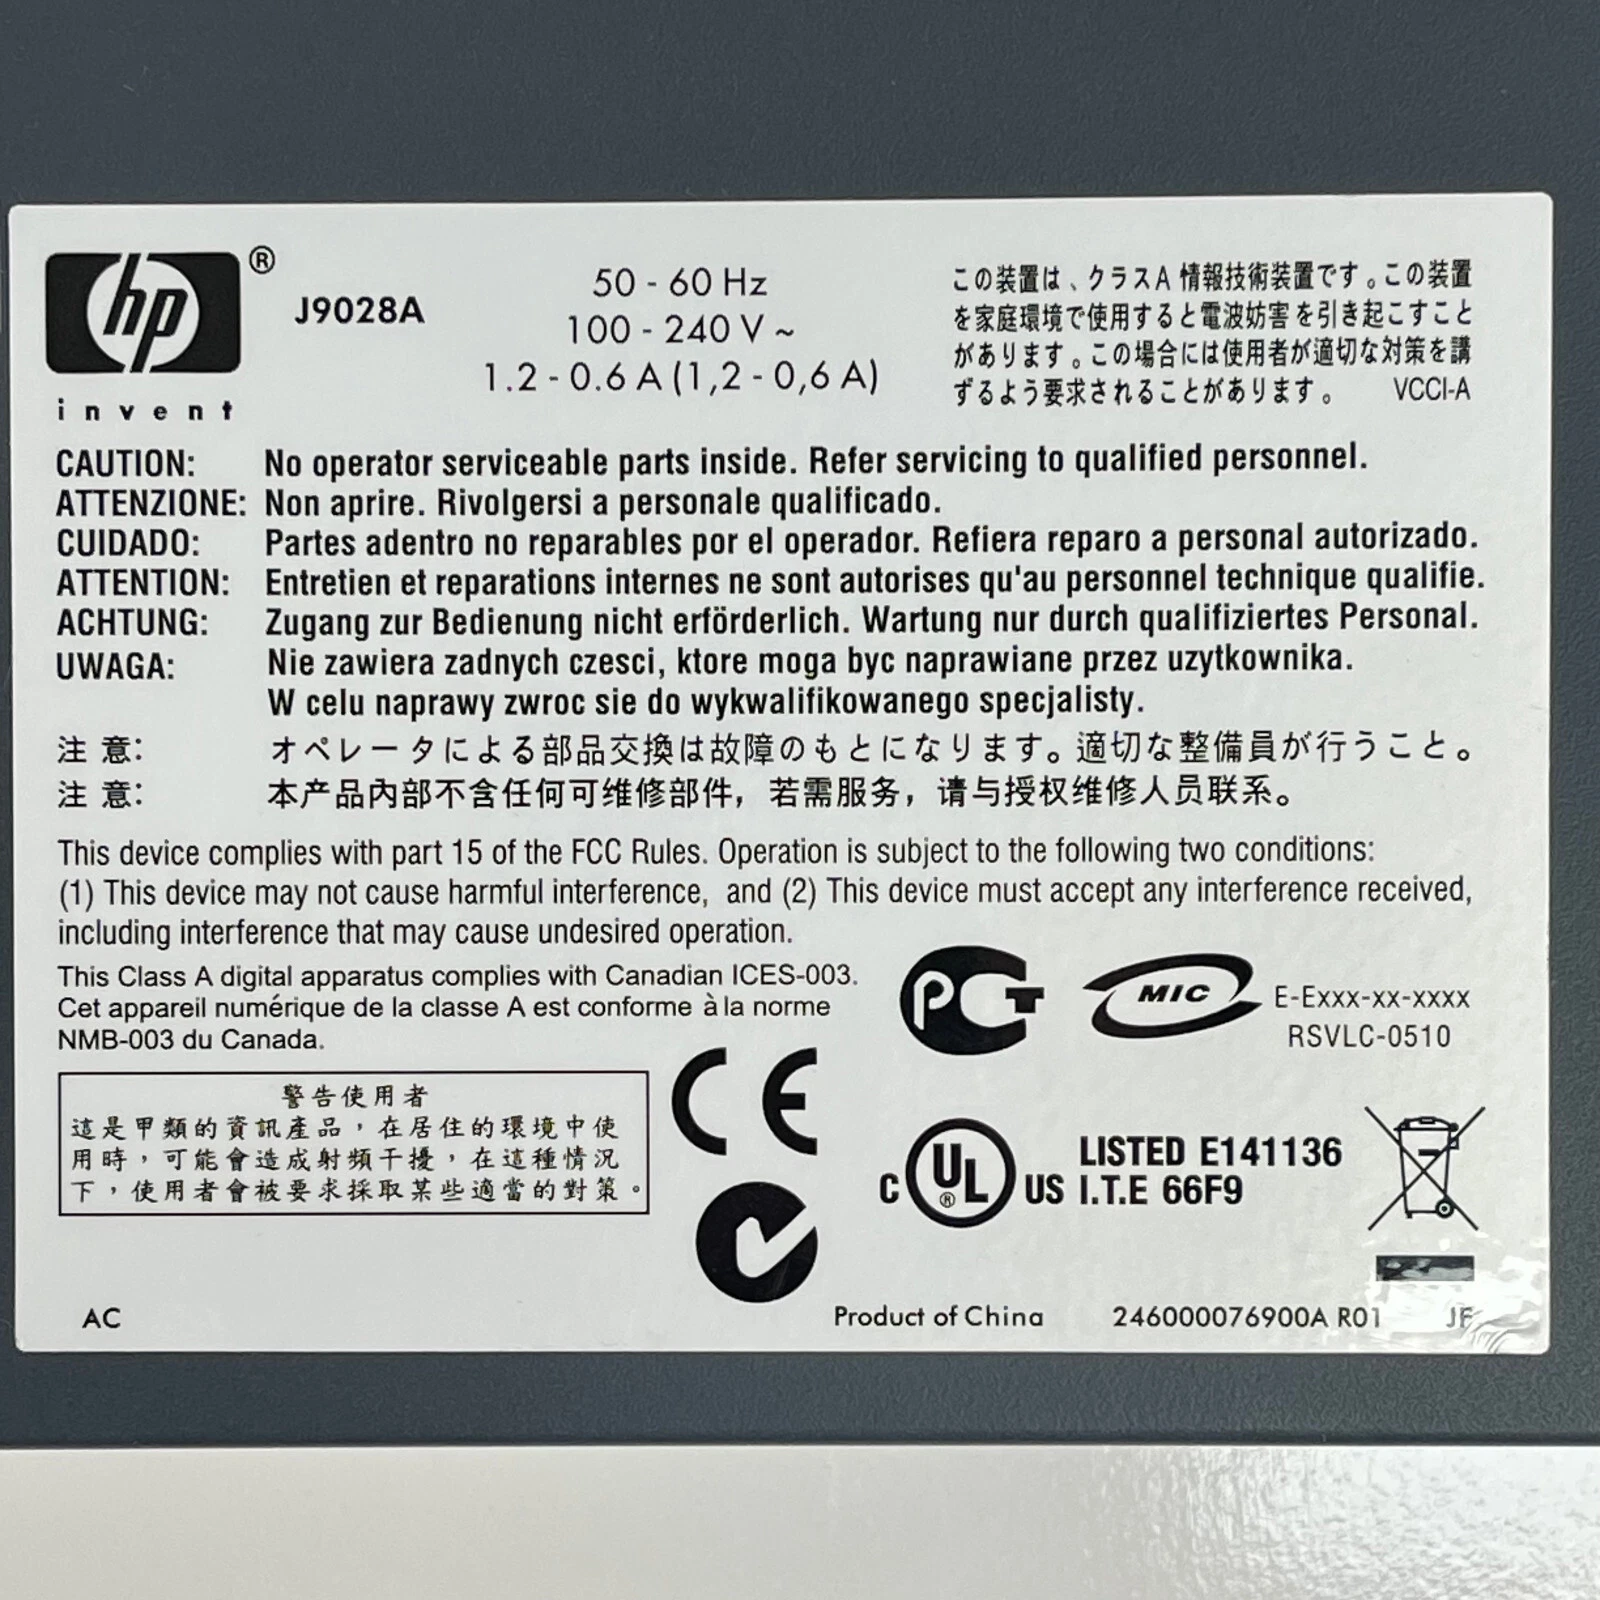 hp ®
invent
J9028A
50 - 60 Hz
100 - 240 V ~
1.2 - 0.6 A (1,2 - 0,6 A)
この装置は、クラスA 情報技術装置です。この装置
を家庭環境で使用すると電波妨害を引き起こすこと
があります。この場合には使用者が適切な対策を講
ずるよう要求されることがあります。 VCCI-A
CAUTION: No operator serviceable parts inside. Refer servicing to qualified personnel.
ATTENZIONE: Non aprire. Rivolgersi a personale qualificado.
CUIDADO: Partes adentro no reparables por el operador. Refiera reparo a personal autorizado.
ATTENTION: Entretien et reparations internes ne sont autorises qu'au personnel technique qualifie.
ACHTUNG: Zugang zur Bedienung nicht erförderlich. Wartung nur durch qualifiziertes Personal.
UWAGA: Nie zawiera zadnych czesci, ktore moga byc naprawiane przez uzytkownika.
W celu naprawy zwroc sie do wykwalifikowanego specjalisty.
注 意: オペレータによる部品交換は故障のもとになります。適切な整備員が行うこと。
注 意: 本产品内部不含任何可维修部件，若需服务，请与授权维修人员联系。
This device complies with part 15 of the FCC Rules. Operation is subject to the following two conditions:
(1) This device may not cause harmful interference, and (2) This device must accept any interference received,
including interference that may cause undesired operation.
This Class A digital apparatus complies with Canadian ICES-003.
Cet appareil numérique de la classe A est conforme à la norme
NMB-003 du Canada.
PCT
MIC
E-Exxx-xx-xxxx
RSVLC-0510
警告使用者
這是甲類的資訊產品，在居住的環境中使
用時，可能會造成射頻干擾，在這種情況
下，使用者會被要求採取某些適當的對策。
CE
C UL ® US
LISTED E141136
I.T.E 66F9
AC
Product of China
246000076900A R01
JF